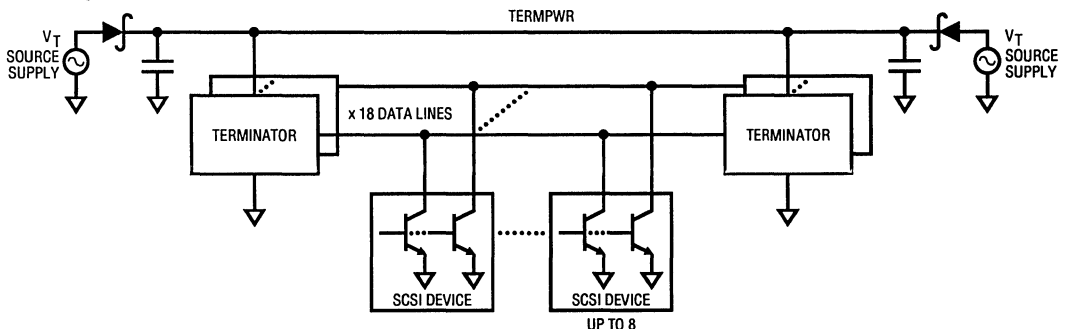 TERMPWR
V_T
SOURCE
SUPPLY
V_T
SOURCE
SUPPLY
x 18 DATA LINES
TERMINATOR
TERMINATOR
SCSI DEVICE
SCSI DEVICE
UP TO 8